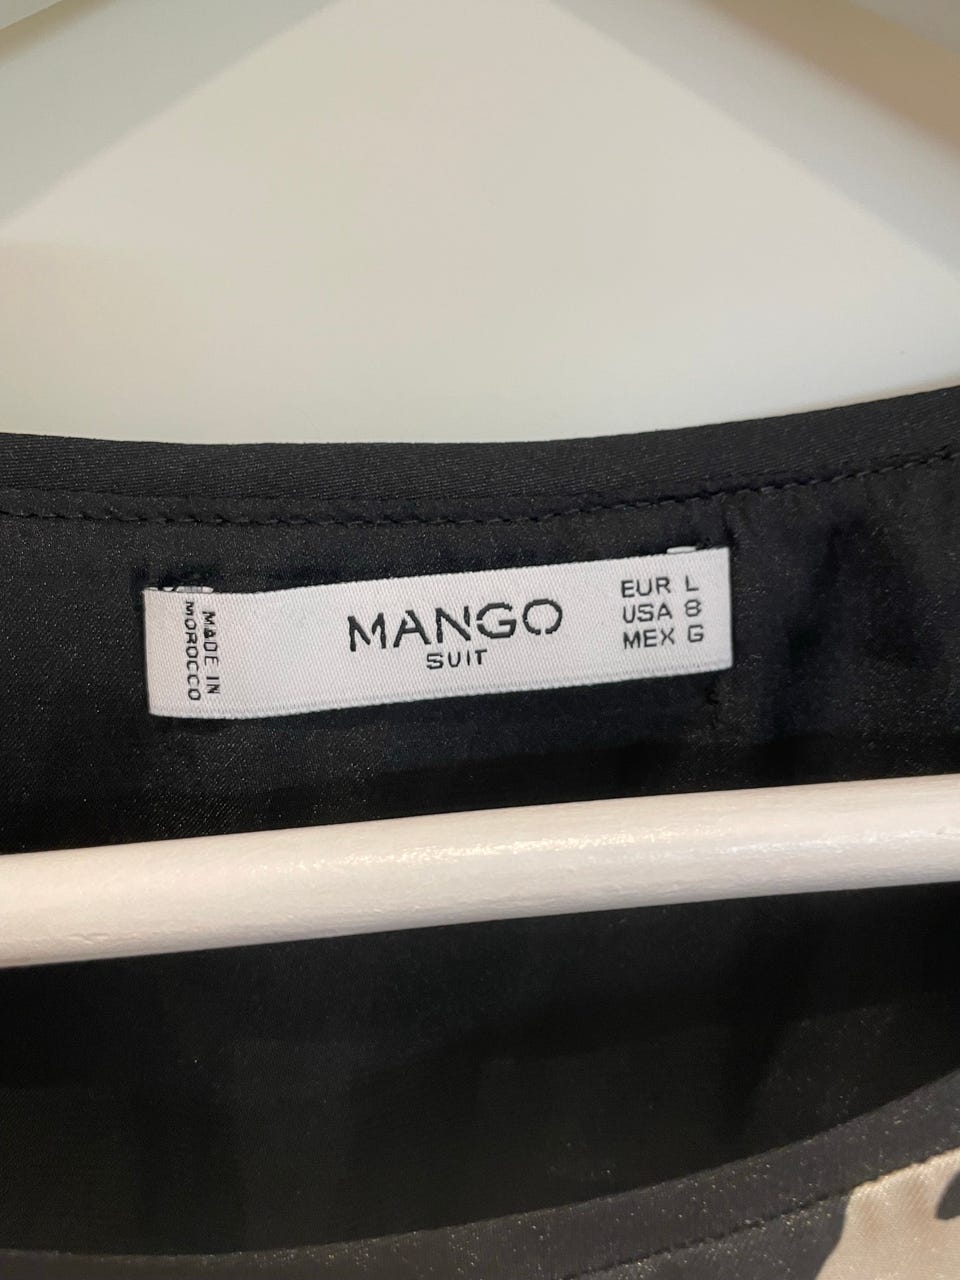 MADE IN
MOROCCO
MANGO
SUIT
EUR L
USA 8
MEX G